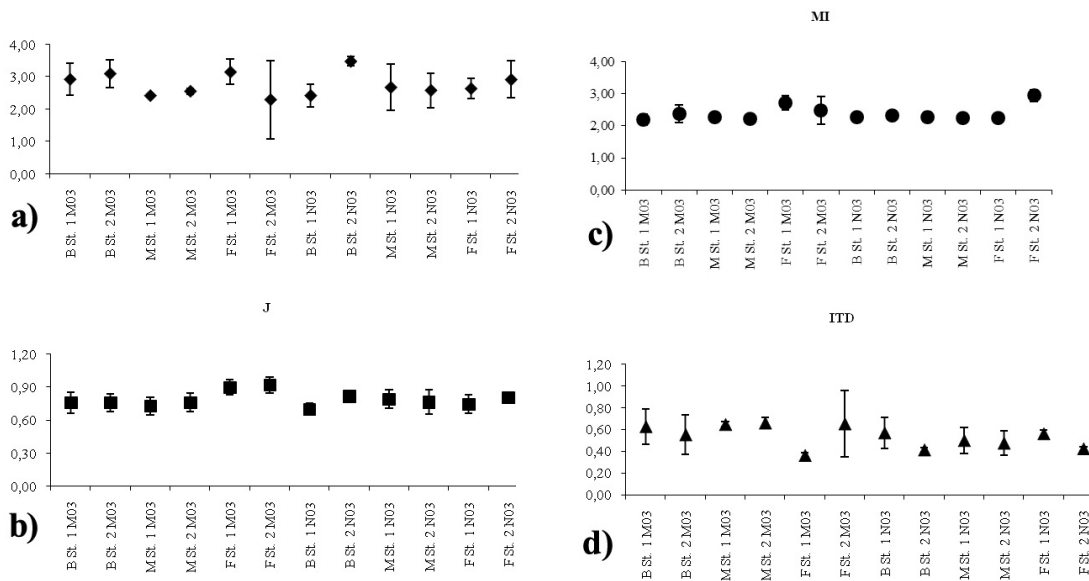 4,00
3,00
2,00
1,00
0,00
B St. 1 M03
B St. 2 M03
M St. 1 M03
M St. 2 M03
F St. 1 M03
F St. 2 M03
B St. 1 N03
B St. 2 N03
M St. 1 N03
M St. 2 N03
F St. 1 N03
F St. 2 N03
a)
J
1,20
0,90
0,60
0,30
0,00
B St. 1 M03
B St. 2 M03
M St. 1 M03
M St. 2 M03
F St. 1 M03
F St. 2 M03
B St. 1 N03
B St. 2 N03
M St. 1 N03
M St. 2 N03
F St. 1 N03
F St. 2 N03
b)
MI
4,00
3,00
2,00
1,00
0,00
B St. 1 M03
B St. 2 M03
M St. 1 M03
M St. 2 M03
F St. 1 M03
F St. 2 M03
B St. 1 N03
B St. 2 N03
M St. 1 N03
M St. 2 N03
F St. 1 N03
F St. 2 N03
c)
ITD
1,20
1,00
0,80
0,60
0,40
0,20
0,00
B St. 1 M03
B St. 2 M03
M St. 1 M03
M St. 2 M03
F St. 1 M03
F St. 2 M03
B St. 1 N03
B St. 2 N03
M St. 1 N03
M St. 2 N03
F St. 1 N03
F St. 2 N03
d)